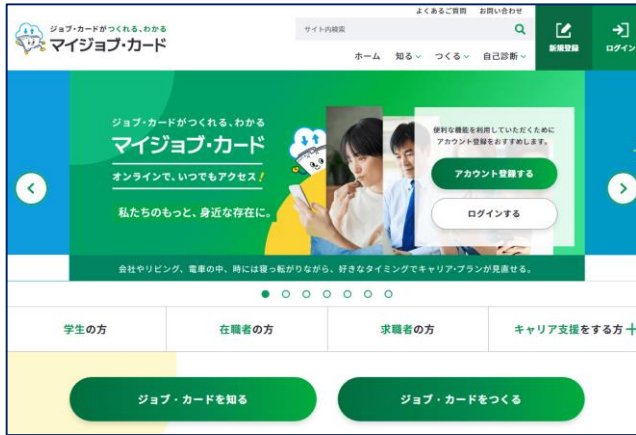 よくあるご質問 お問い合わせ
ジョブ・カードがつくれる、わかる
マイジョブ・カード
サイト内検索
新規登録
ログイン
ホーム 知る つくる 自己診断
ジョブ・カードがつくれる、わかる
マイジョブ・カード
オンラインで、いつでもアクセス!
私たちのもっと、身近な存在に。
便利な機能を利用していただくために
アカウント登録をおすすめします。
アカウント登録する
ログインする
会社やリビング、電車の中、時には寝っ転がりながら、好きなタイミングでキャリア・プランが見直せる。
学生の方 在職者の方 求職者の方 キャリア支援をする方
ジョブ・カードを知る ジョブ・カードをつくる